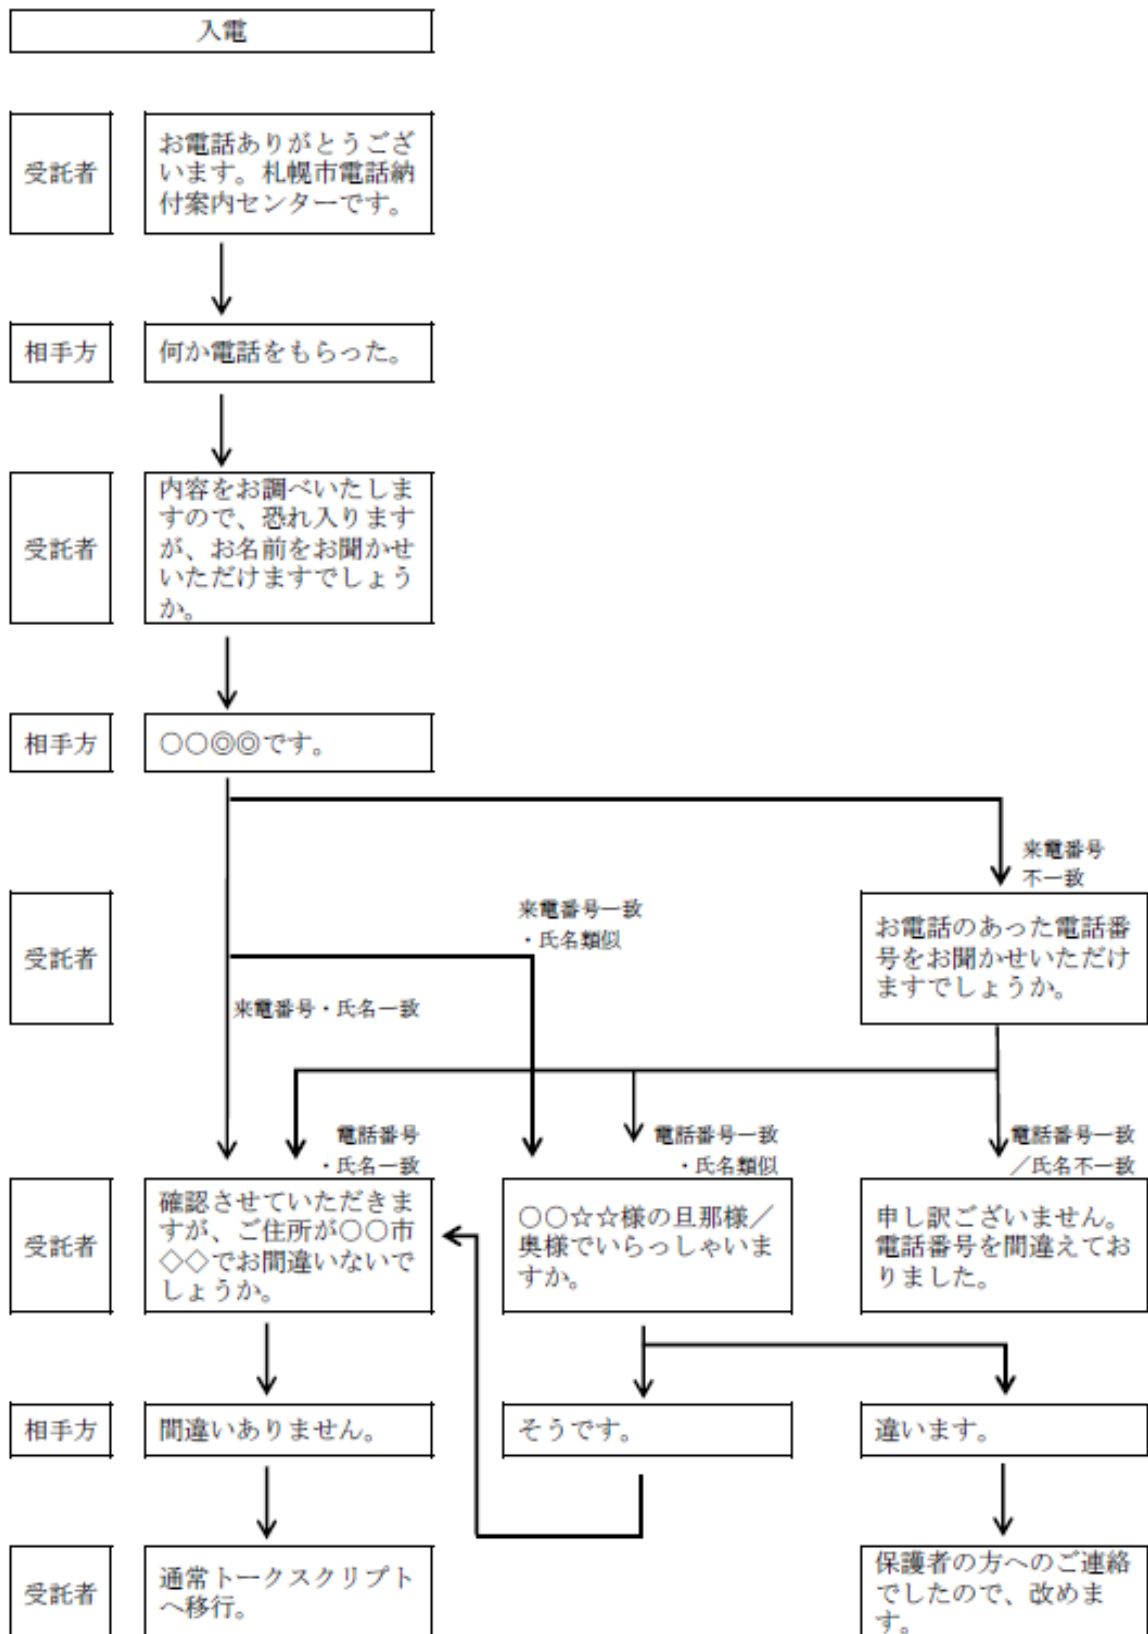 入電
受託者
お電話ありがとうござ
います。札幌市電話納
付案内センターです。
相手方
何か電話をもらった。
受託者
内容をお調べいたしま
すので、恐れ入ります
が、お名前をお聞かせ
いただけますでしょう
か。
相手方
〇〇◎◎です。
来電番号
不一致
来電番号一致
・氏名類似
来電番号・氏名一致
受託者
お電話のあった電話番
号をお聞かせいただけ
ますでしょうか。
電話番号
・氏名一致
電話番号一致
・氏名類似
電話番号一致
／氏名不一致
受託者
確認させていただきま
すが、ご住所が〇〇市
◇◇でお間違いないで
しょうか。
〇〇☆☆様の旦那様／
奥様でいらっしゃいま
すか。
申し訳ございません。
電話番号を間違えてお
りました。
相手方
間違いありません。
そうです。
違います。
受託者
通常トークスクリプト
へ移行。
保護者の方へのご連絡
でしたので、改めま
す。